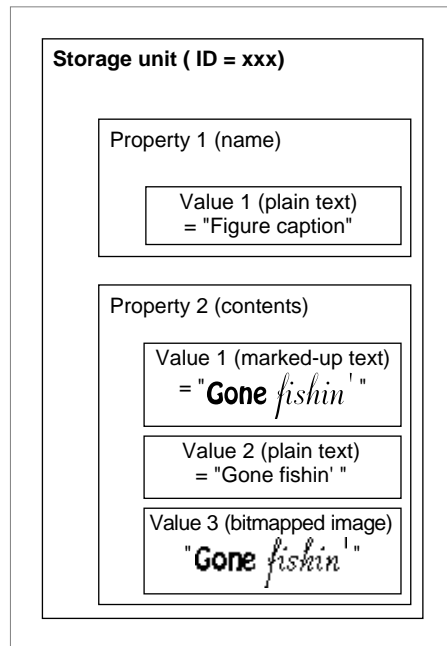 Storage unit ( ID = xxx)
Property 1 (name)
Value 1 (plain text)
= "Figure caption"
Property 2 (contents)
Value 1 (marked-up text)
= "Gone fishin' "
Value 2 (plain text)
= "Gone fishin' "
Value 3 (bitmapped image)
"Gone fishin' "